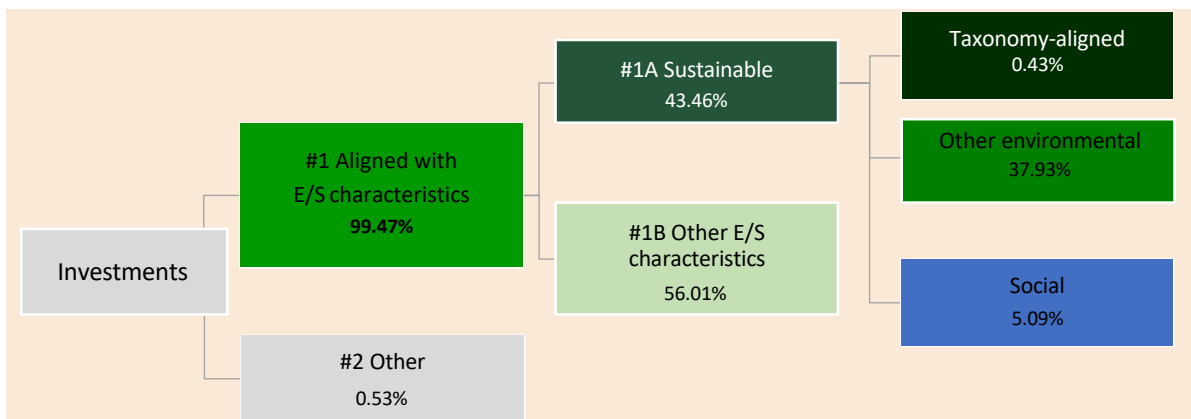 Investments
#1 Aligned with
E/S characteristics
99.47%
#2 Other
0.53%
#1A Sustainable
43.46%
#1B Other E/S
characteristics
56.01%
Taxonomy-aligned
0.43%
Other environmental
37.93%
Social
5.09%